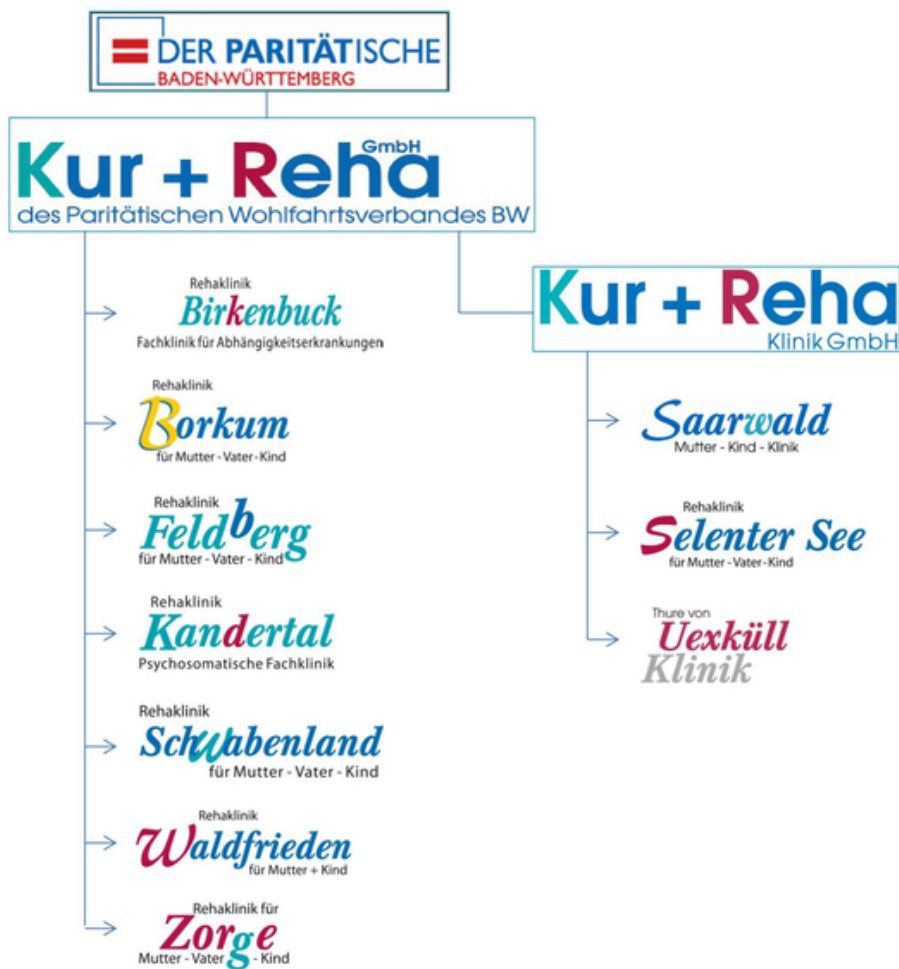 DER PARITÄTISCHE
BADEN-WÜRTTEMBERG
Kur + Reha GmbH
des Paritätischen Wohlfahrtsverbandes BW
Rehaklinik
Birkenbuck
Fachklinik für Abhängigkeitserkrankungen
Rehaklinik
Borkum
für Mutter - Vater - Kind
Rehaklinik
Feldberg
für Mutter - Vater - Kind
Rehaklinik
Kandertal
Psychosomatische Fachklinik
Rehaklinik
Schwabenland
für Mutter - Vater - Kind
Rehaklinik
Waldfrieden
für Mutter + Kind
Rehaklinik für
Zorge
Mutter - Vater - Kind
Kur + Reha
Klinik GmbH
Saarwald
Mutter - Kind - Klinik
Rehaklinik
Selenter See
für Mutter - Vater - Kind
Thure von
Uexküll
Klinik